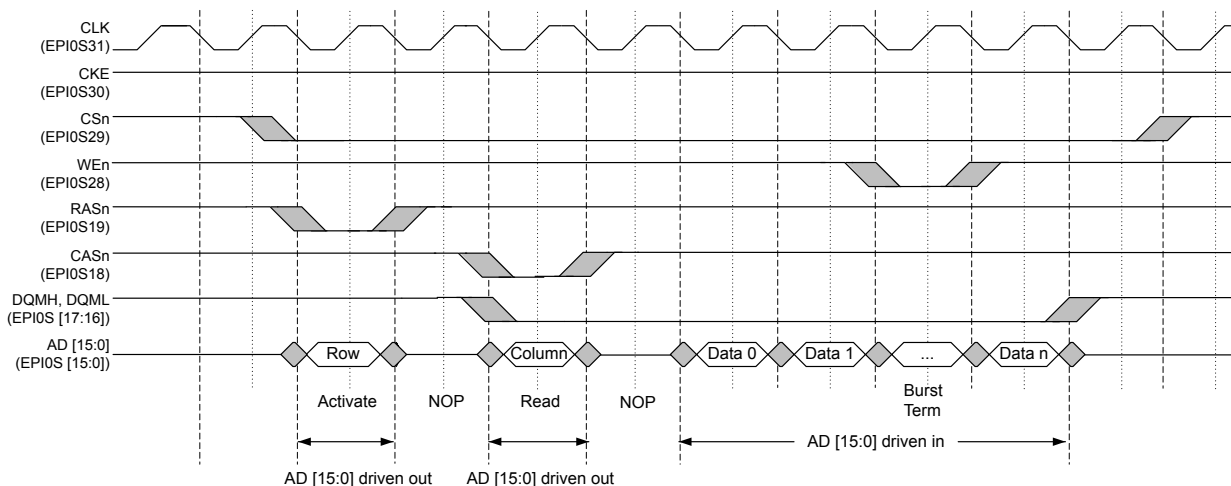 CLK
(EPI0S31)
CKE
(EPI0S30)
CSn
(EPI0S29)
WEn
(EPI0S28)
RASn
(EPI0S19)
CASn
(EPI0S18)
DQMH, DQML
(EPI0S [17:16])
AD [15:0]
(EPI0S [15:0])
Row
Column
Data 0
Data 1
...
Data n
Activate
NOP
Read
NOP
Burst
Term
AD [15:0] driven in
AD [15:0] driven out
AD [15:0] driven out